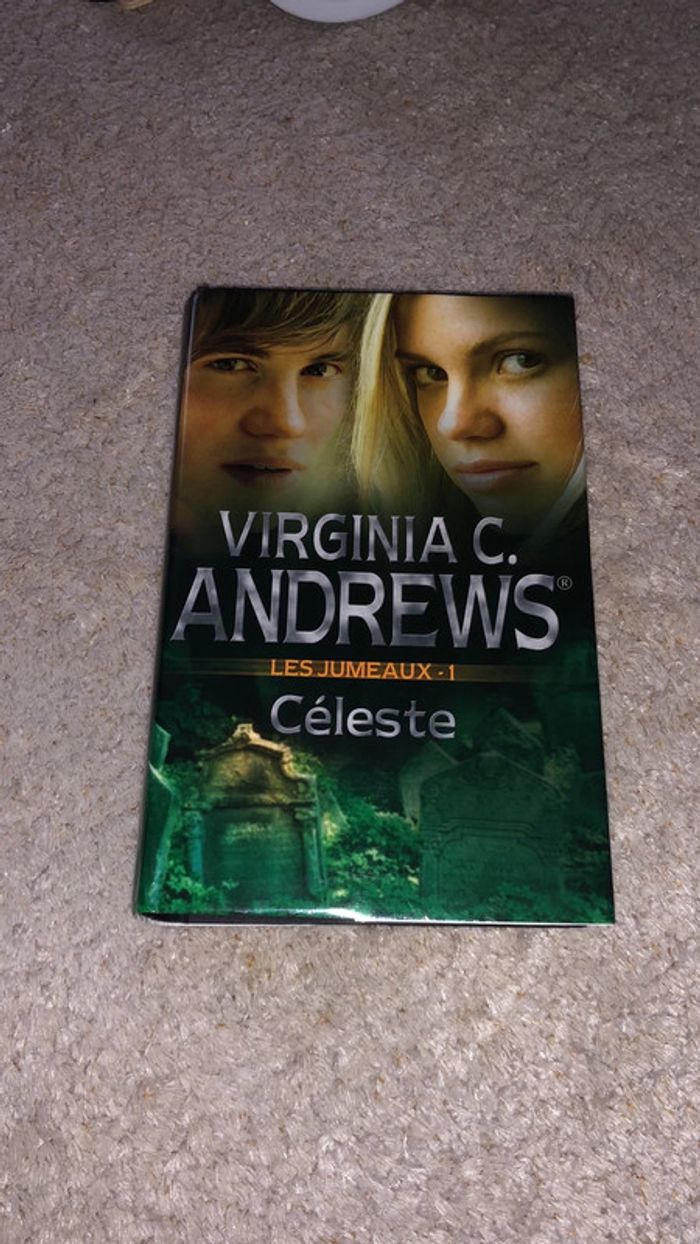 VIRGINIA C.
ANDREWS®
LES JUMEAUX - 1
Céleste